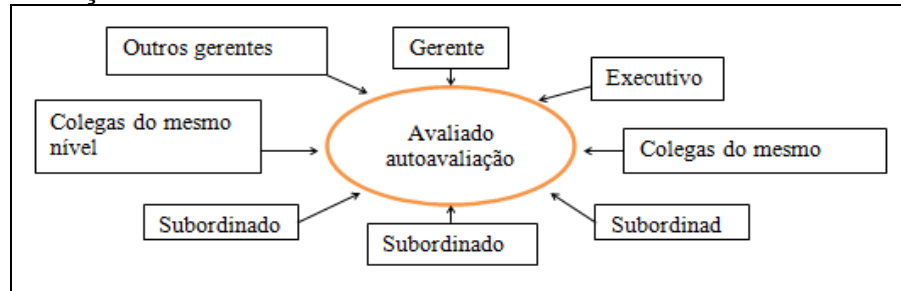 Outros gerentes
Gerente
Executivo
Colegas do mesmo
nível
Avaliado
autoavaliação
Colegas do mesmo
Subordinado
Subordinado
Subordinad